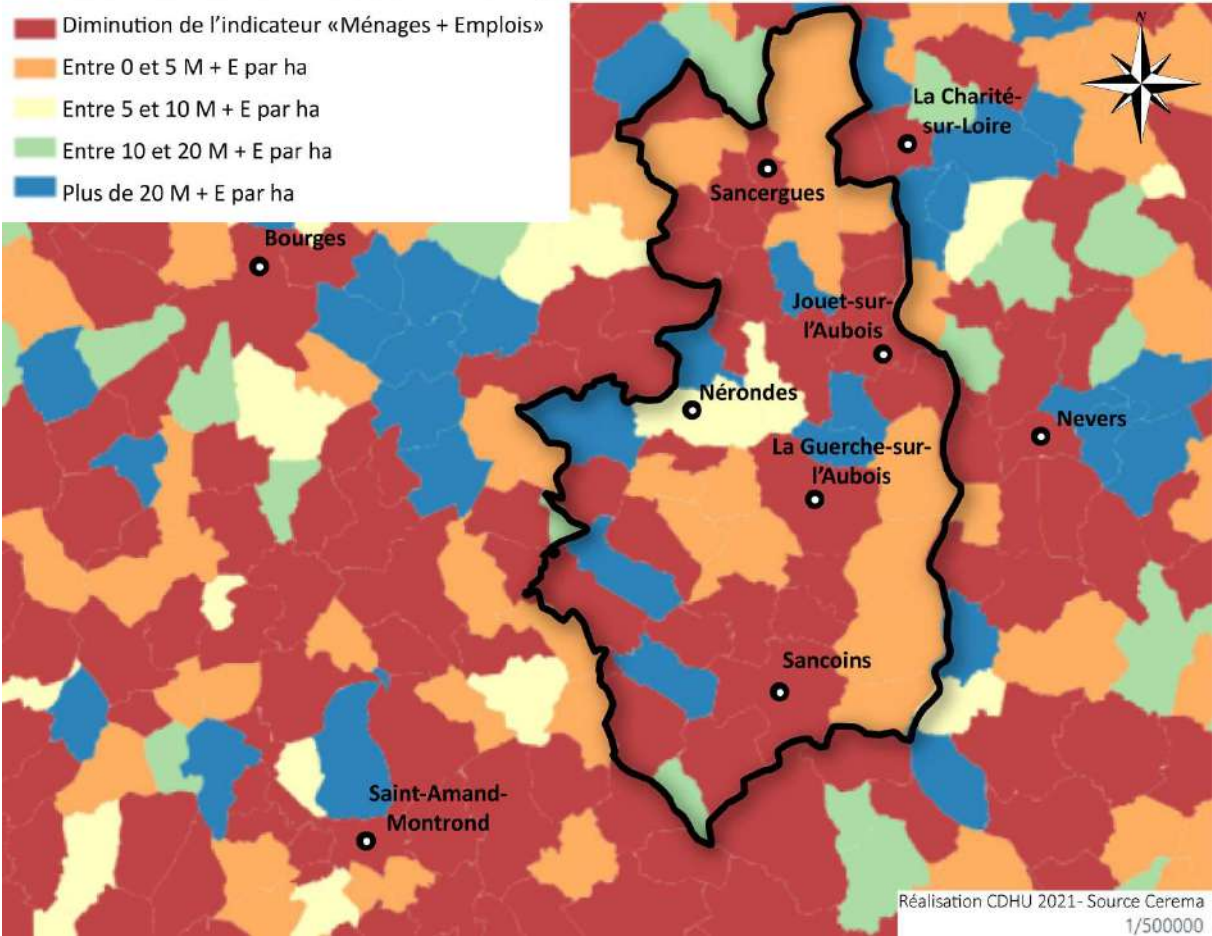 Diminution de l’indicateur «Ménages + Emplois»
Entre 0 et 5 M + E par ha
Entre 5 et 10 M + E par ha
Entre 10 et 20 M + E par ha
Plus de 20 M + E par ha
N
La Charité-
sur-Loire
Sancergues
Bourges
Jouet-sur-
l’Aubois
Nérondes
Nevers
La Guerche-sur-
l’Aubois
Sancoins
Saint-Amand-
Montrond
Réalisation CDHU 2021- Source Cerema
1/500000